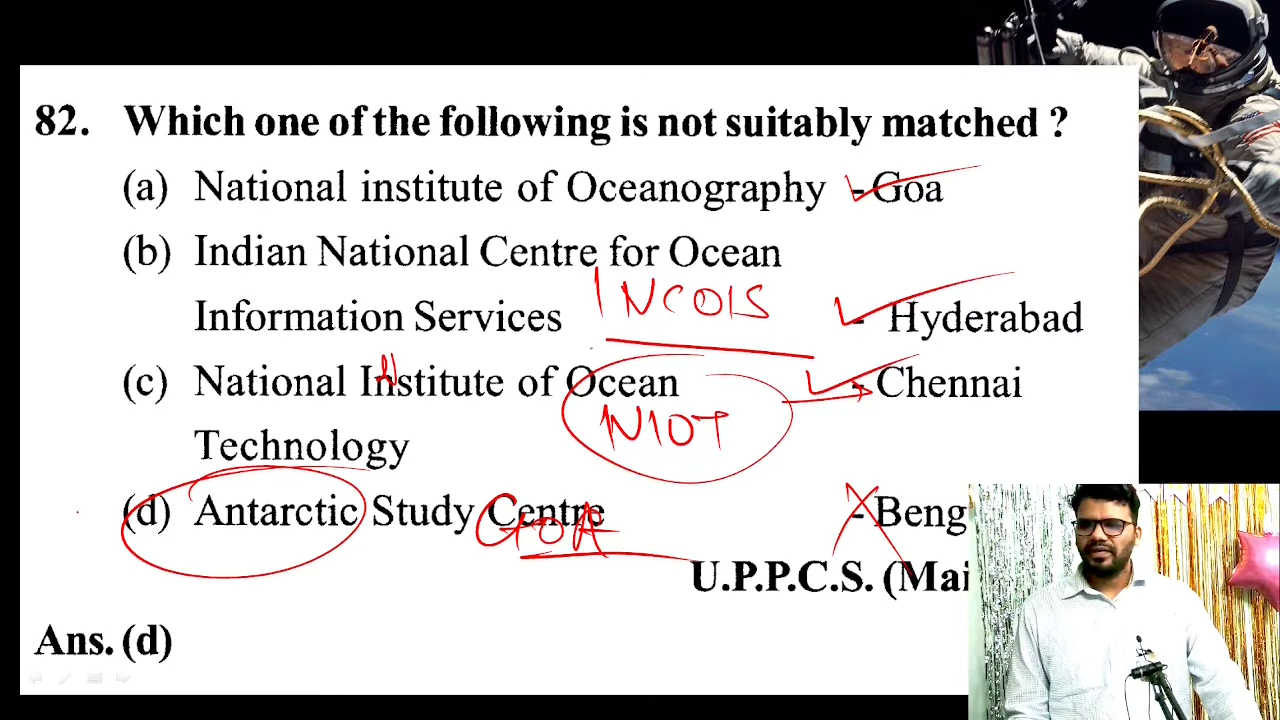 82. Which one of the following is not suitably matched ?
(a) National institute of Oceanography - Goa
(b) Indian National Centre for Ocean
Information Services INCOIS - Hyderabad
(c) National Institute of Ocean - Chennai
Technology NIOT
(d) Antarctic Study Centre - Beng
GOA
U.P.P.C.S. (Mai
Ans. (d)